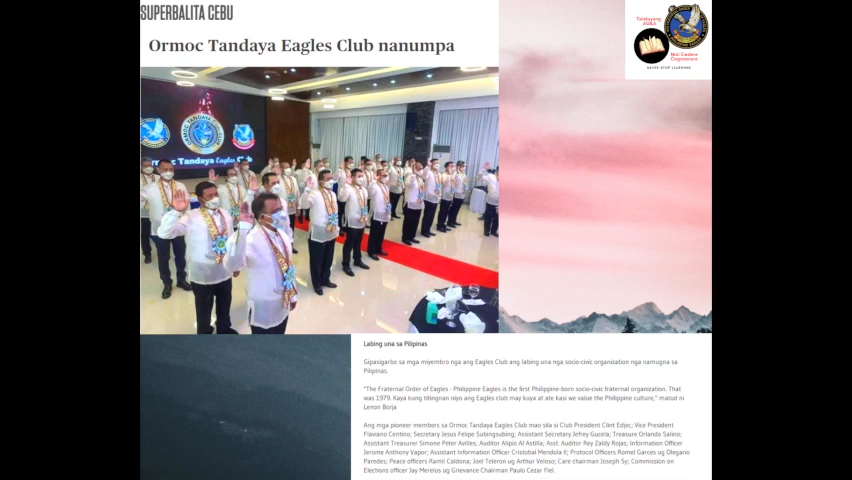 SUPERBALITA CEBU
Ormoc Tandaya Eagles Club nanumpa
Talakayang
AGILA
Nisi Cadent
Cognoscens
NEVER STOP LEARNING
ORMOC TANDAYA
Ormoc Tandaya Eagles Club
Labing una sa Pilipinas
Gipasigarbo sa mga miyembro nga ang Eagles Club ang labing una nga socio-civic organization nga namugna sa
Pilipinas.
"The Fraternal Order of Eagles - Philippine Eagles is the first Philippine-born socio-civic fraternal organization. That
was 1979. Kaya kung titingnan niyo ang Eagles club may kuya at ate kasi we value the Philippine culture," matod ni
Lenon Borja
Ang mga pioneer members sa Ormoc Tandaya Eagles Club mao sila si Club President Clint Edjec; Vice President
Flaviano Centino; Secretary Jesus Felipe Subingsubing; Assistant Secretary Jefrey Gucela; Treasure Orlando Salino;
Assistant Treasurer Simone Peter Avilles; Auditor Alipio Al Astilla; Asst. Auditor Rey Zaldy Rojas; Information Officer
Jerome Anthony Vapor; Assistant Information Officer Cristobal Mendola II; Protocol Officers Romel Garces ug Olegario
Paredes; Peace officers Ramil Caldona; Joel Teleron ug Arthur Veloso; Care chairman Joseph Sy; Commission on
Elections officer Jay Merelos ug Grievance Chairman Paulo Cezar Fiel.